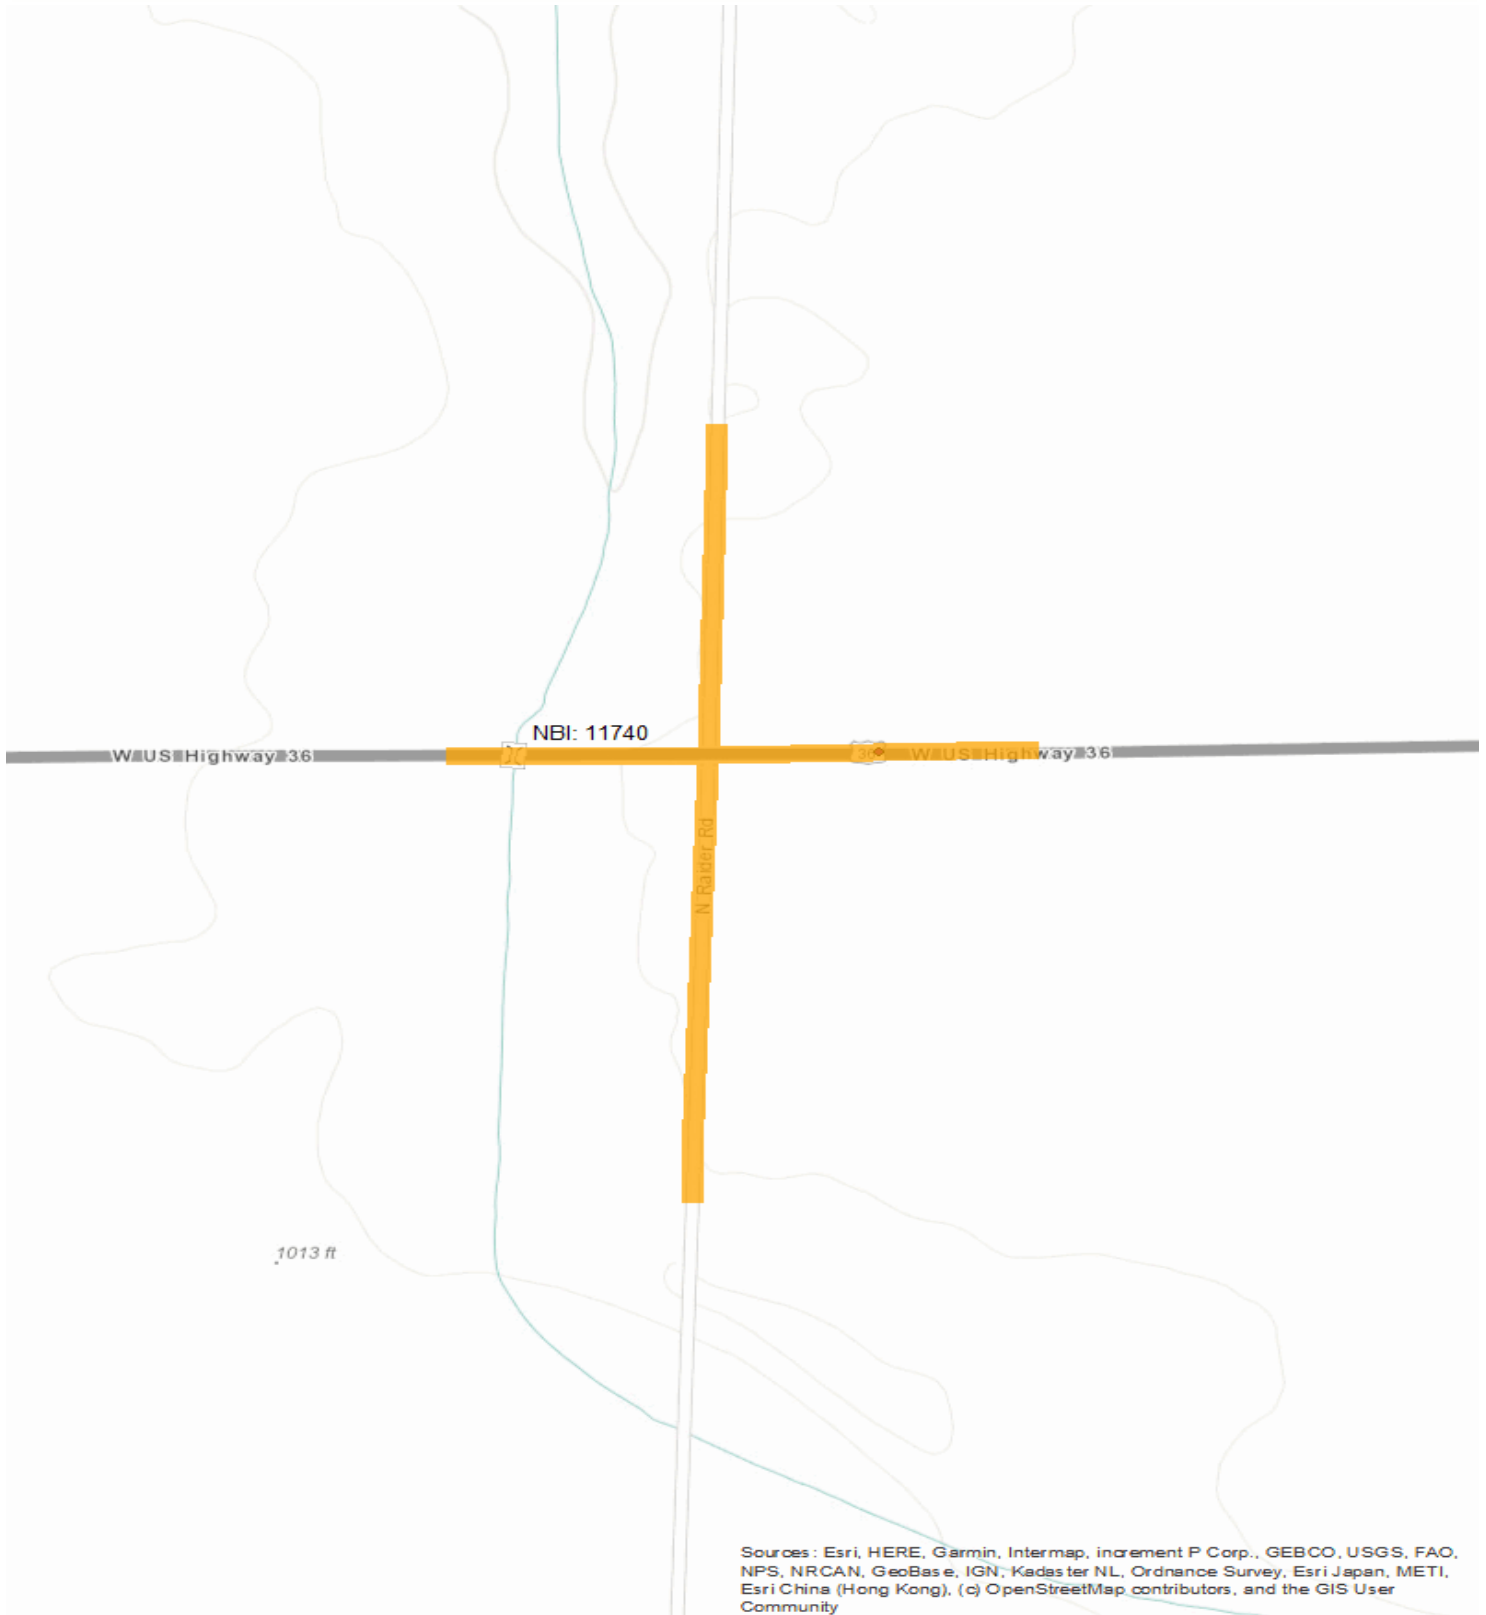 NBI: 11740
W US Highway 36
36
W US Highway 36
N Raider Rd
1013 ft
Sources: Esri, HERE, Garmin, Intermap, increment P Corp., GEBCO, USGS, FAO,
NPS, NRCAN, GeoBase, IGN, Kadaster NL, Ordnance Survey, Esri Japan, METI,
Esri China (Hong Kong), (c) OpenStreetMap contributors, and the GIS User
Community